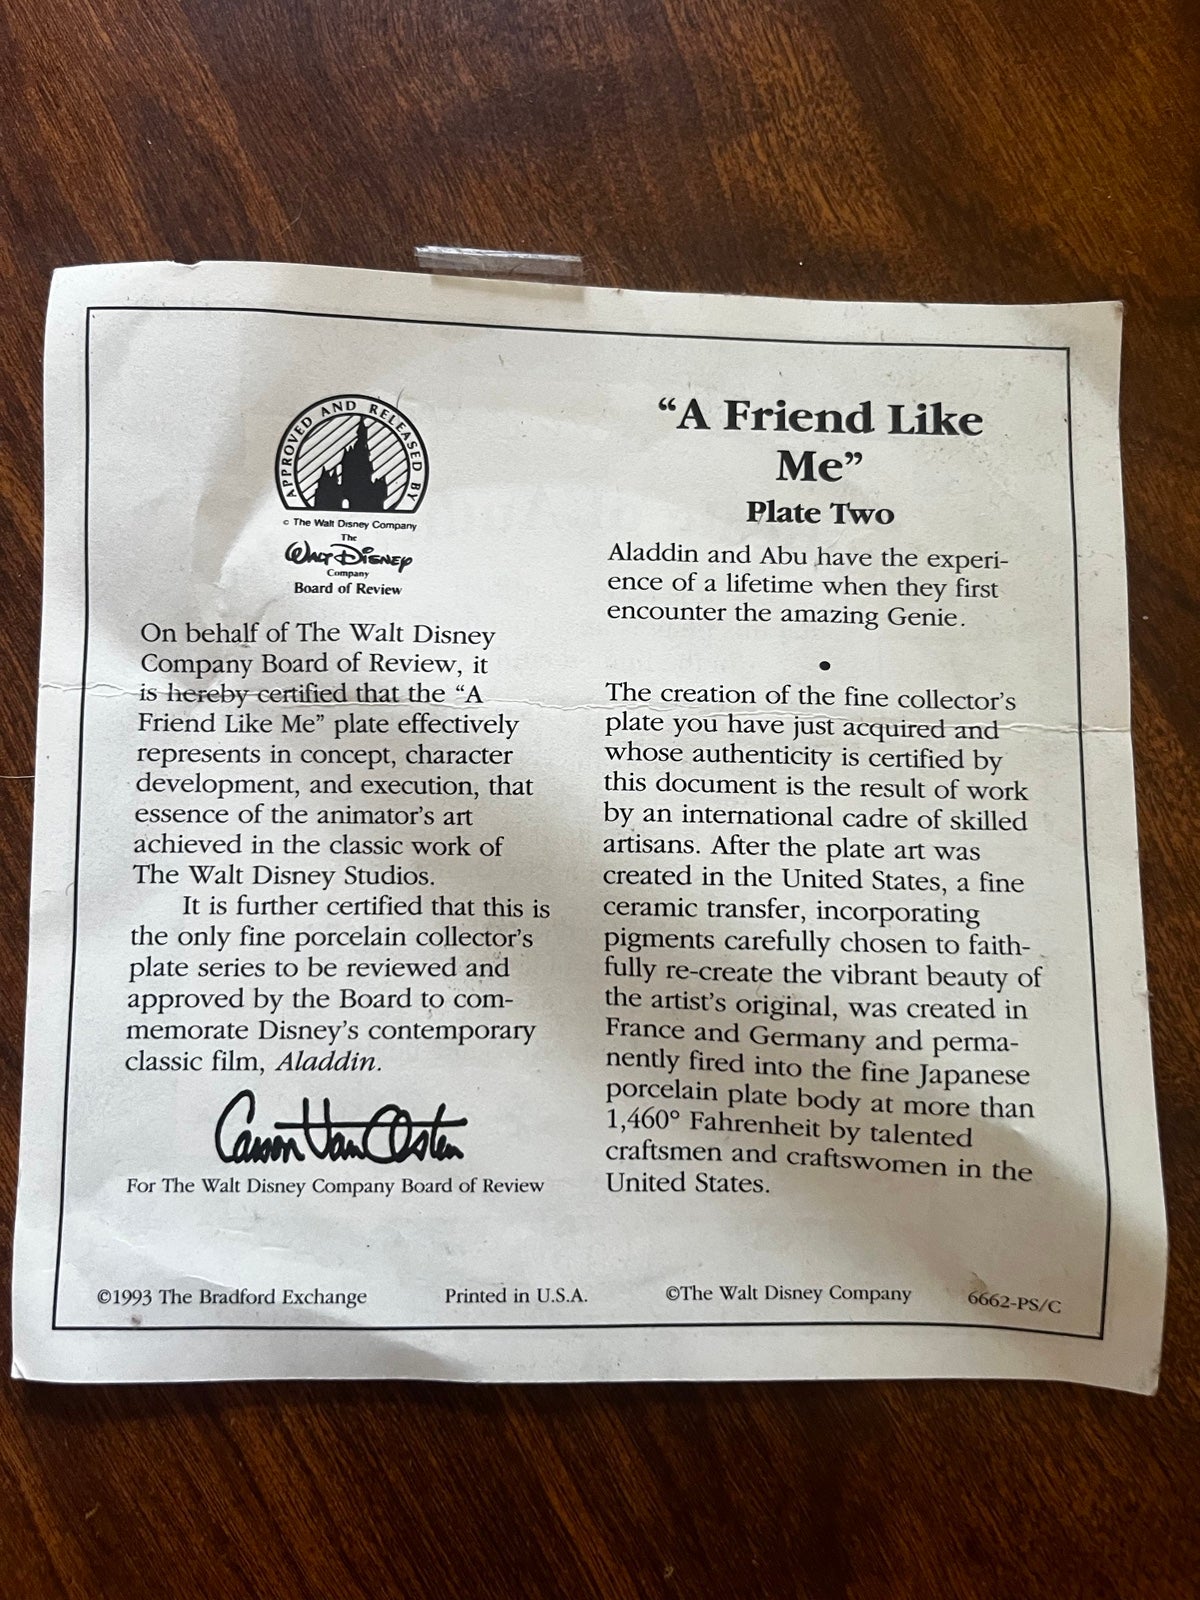 APPROVED AND RELEASED BY
© The Walt Disney Company
The
Walt Disney
Company
Board of Review
On behalf of The Walt Disney
Company Board of Review, it
is hereby certified that the “A
Friend Like Me” plate effectively
represents in concept, character
development, and execution, that
essence of the animator’s art
achieved in the classic work of
The Walt Disney Studios.
It is further certified that this is
the only fine porcelain collector’s
plate series to be reviewed and
approved by the Board to com-
memorate Disney’s contemporary
classic film, Aladdin.
Carson Van Osten
For The Walt Disney Company Board of Review
“A Friend Like
Me”
Plate Two
Aladdin and Abu have the experi-
ence of a lifetime when they first
encounter the amazing Genie.
•
The creation of the fine collector’s
plate you have just acquired and
whose authenticity is certified by
this document is the result of work
by an international cadre of skilled
artisans. After the plate art was
created in the United States, a fine
ceramic transfer, incorporating
pigments carefully chosen to faith-
fully re-create the vibrant beauty of
the artist’s original, was created in
France and Germany and perma-
nently fired into the fine Japanese
porcelain plate body at more than
1,460° Fahrenheit by talented
craftsmen and craftswomen in the
United States.
©1993 The Bradford Exchange Printed in U.S.A. ©The Walt Disney Company 6662-PS/C